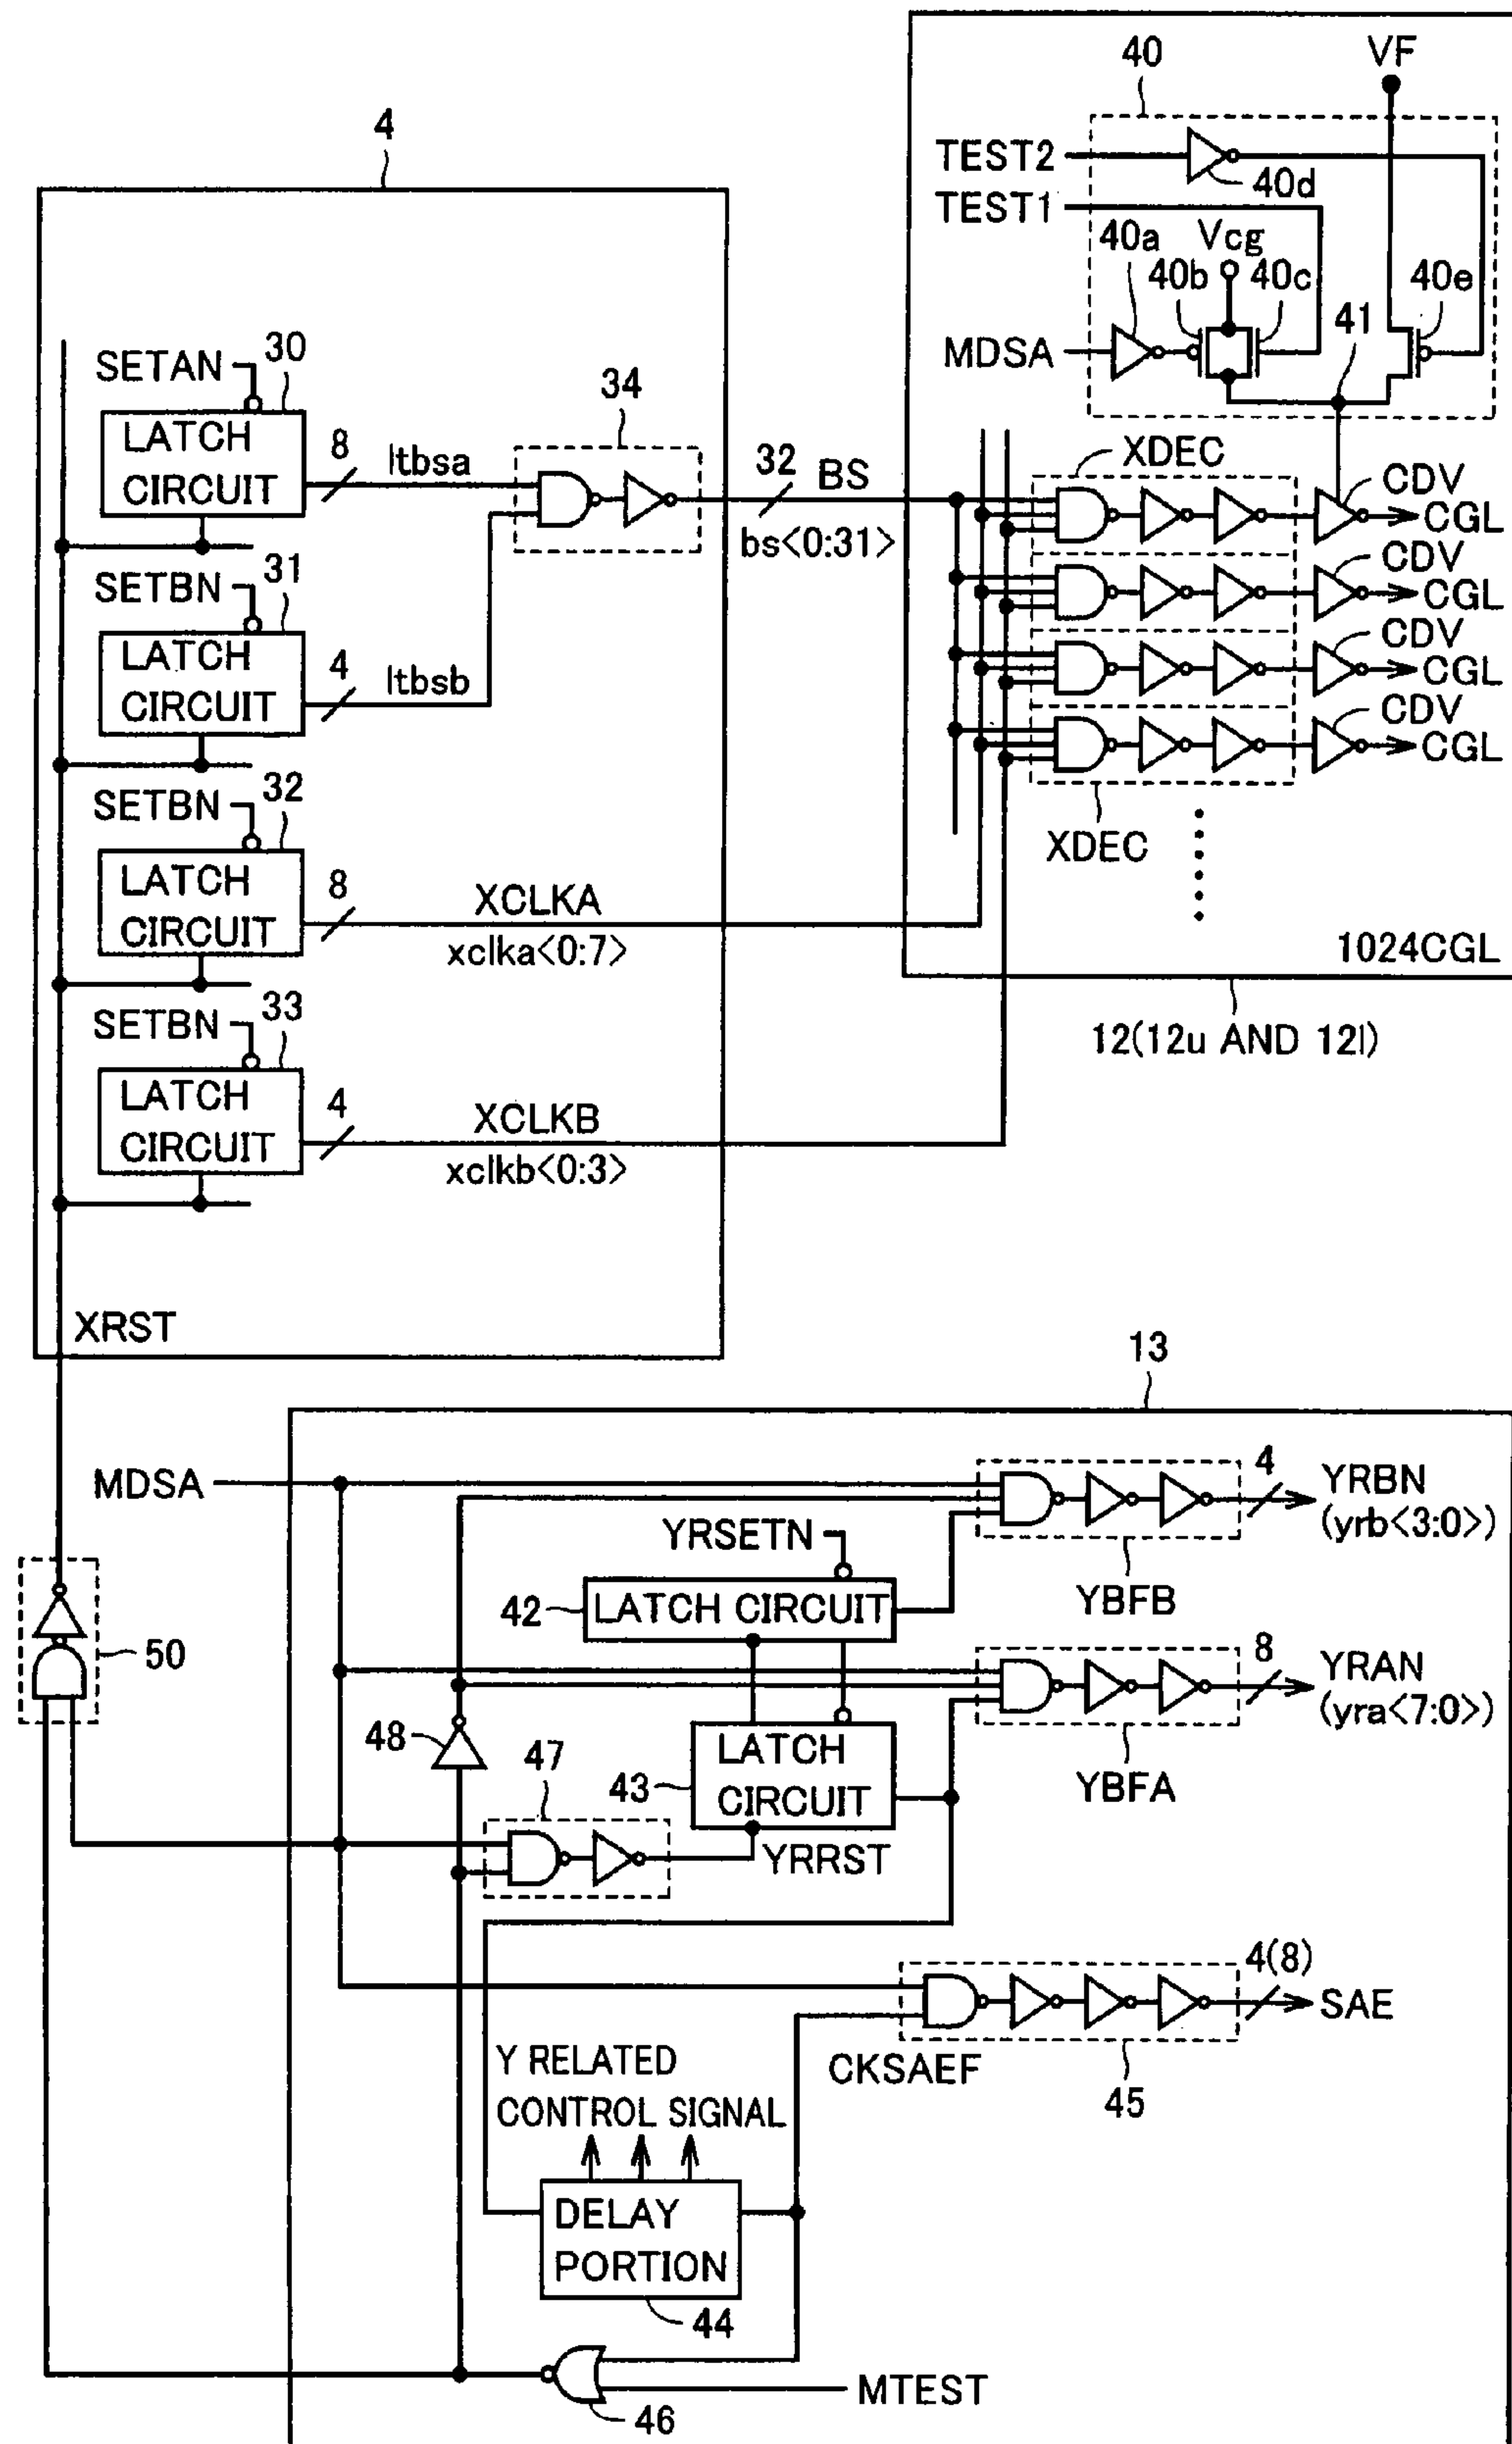 4
SETAN
30
LATCH
CIRCUIT
8
ltbsa
34
32
BS
bs<0:31>
SETBN
31
LATCH
CIRCUIT
4
ltbsb
SETBN
32
LATCH
CIRCUIT
8
XCLKA
xclka<0:7>
SETBN
33
LATCH
CIRCUIT
4
XCLKB
xclkb<0:3>
XRST
40
VF
TEST2
40d
TEST1
40a
Vcg
40b
40c
40e
41
MDSA
XDEC
CDV
CGL
CDV
CGL
CDV
CGL
CDV
CGL
XDEC
1024CGL
12(12u AND 12l)
13
MDSA
4
YRBN
(yrb<3:0>)
YRSETN
YBFB
42
LATCH CIRCUIT
50
8
YRAN
(yra<7:0>)
48
47
43
LATCH
CIRCUIT
YBFA
YRRST
4(8)
SAE
Y RELATED
CONTROL SIGNAL
CKSAEF
45
DELAY
PORTION
44
MTEST
46